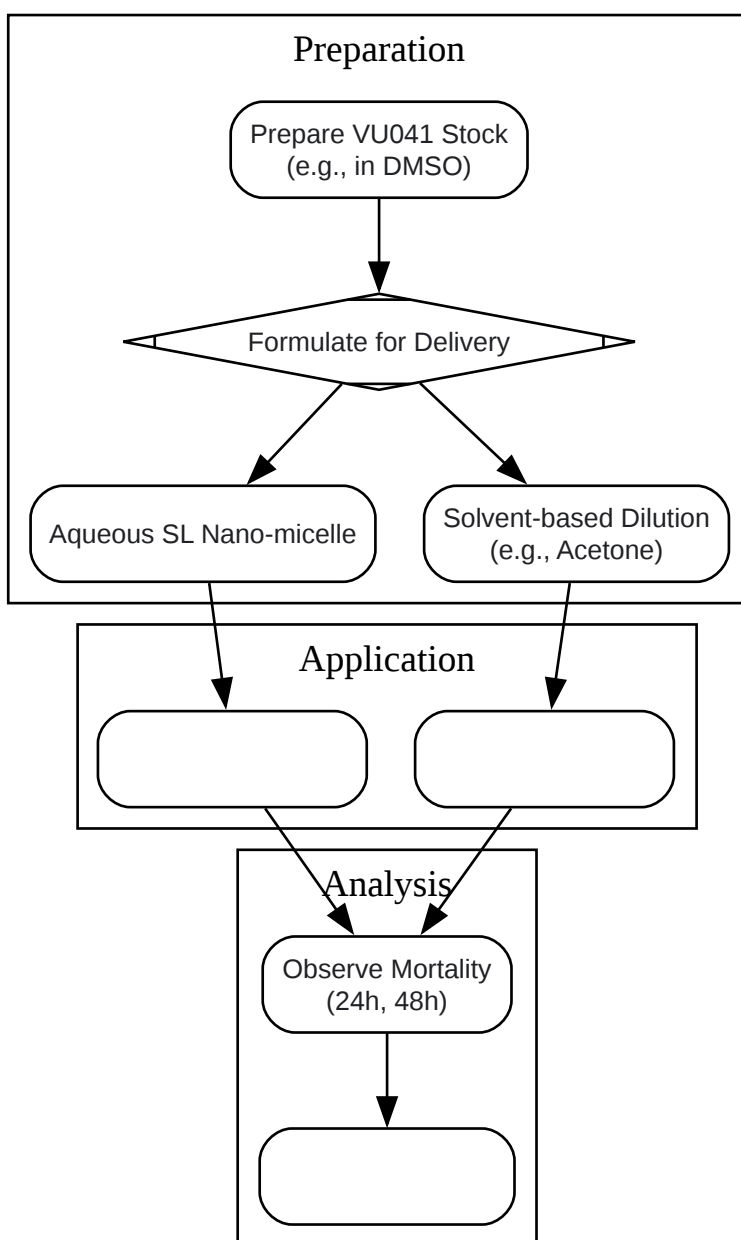 Preparation
Prepare VU041 Stock
(e.g., in DMSO)
Formulate for Delivery
Aqueous SL Nano-micelle
Solvent-based Dilution
(e.g., Acetone)
Application
Analysis
Observe Mortality
(24h, 48h)